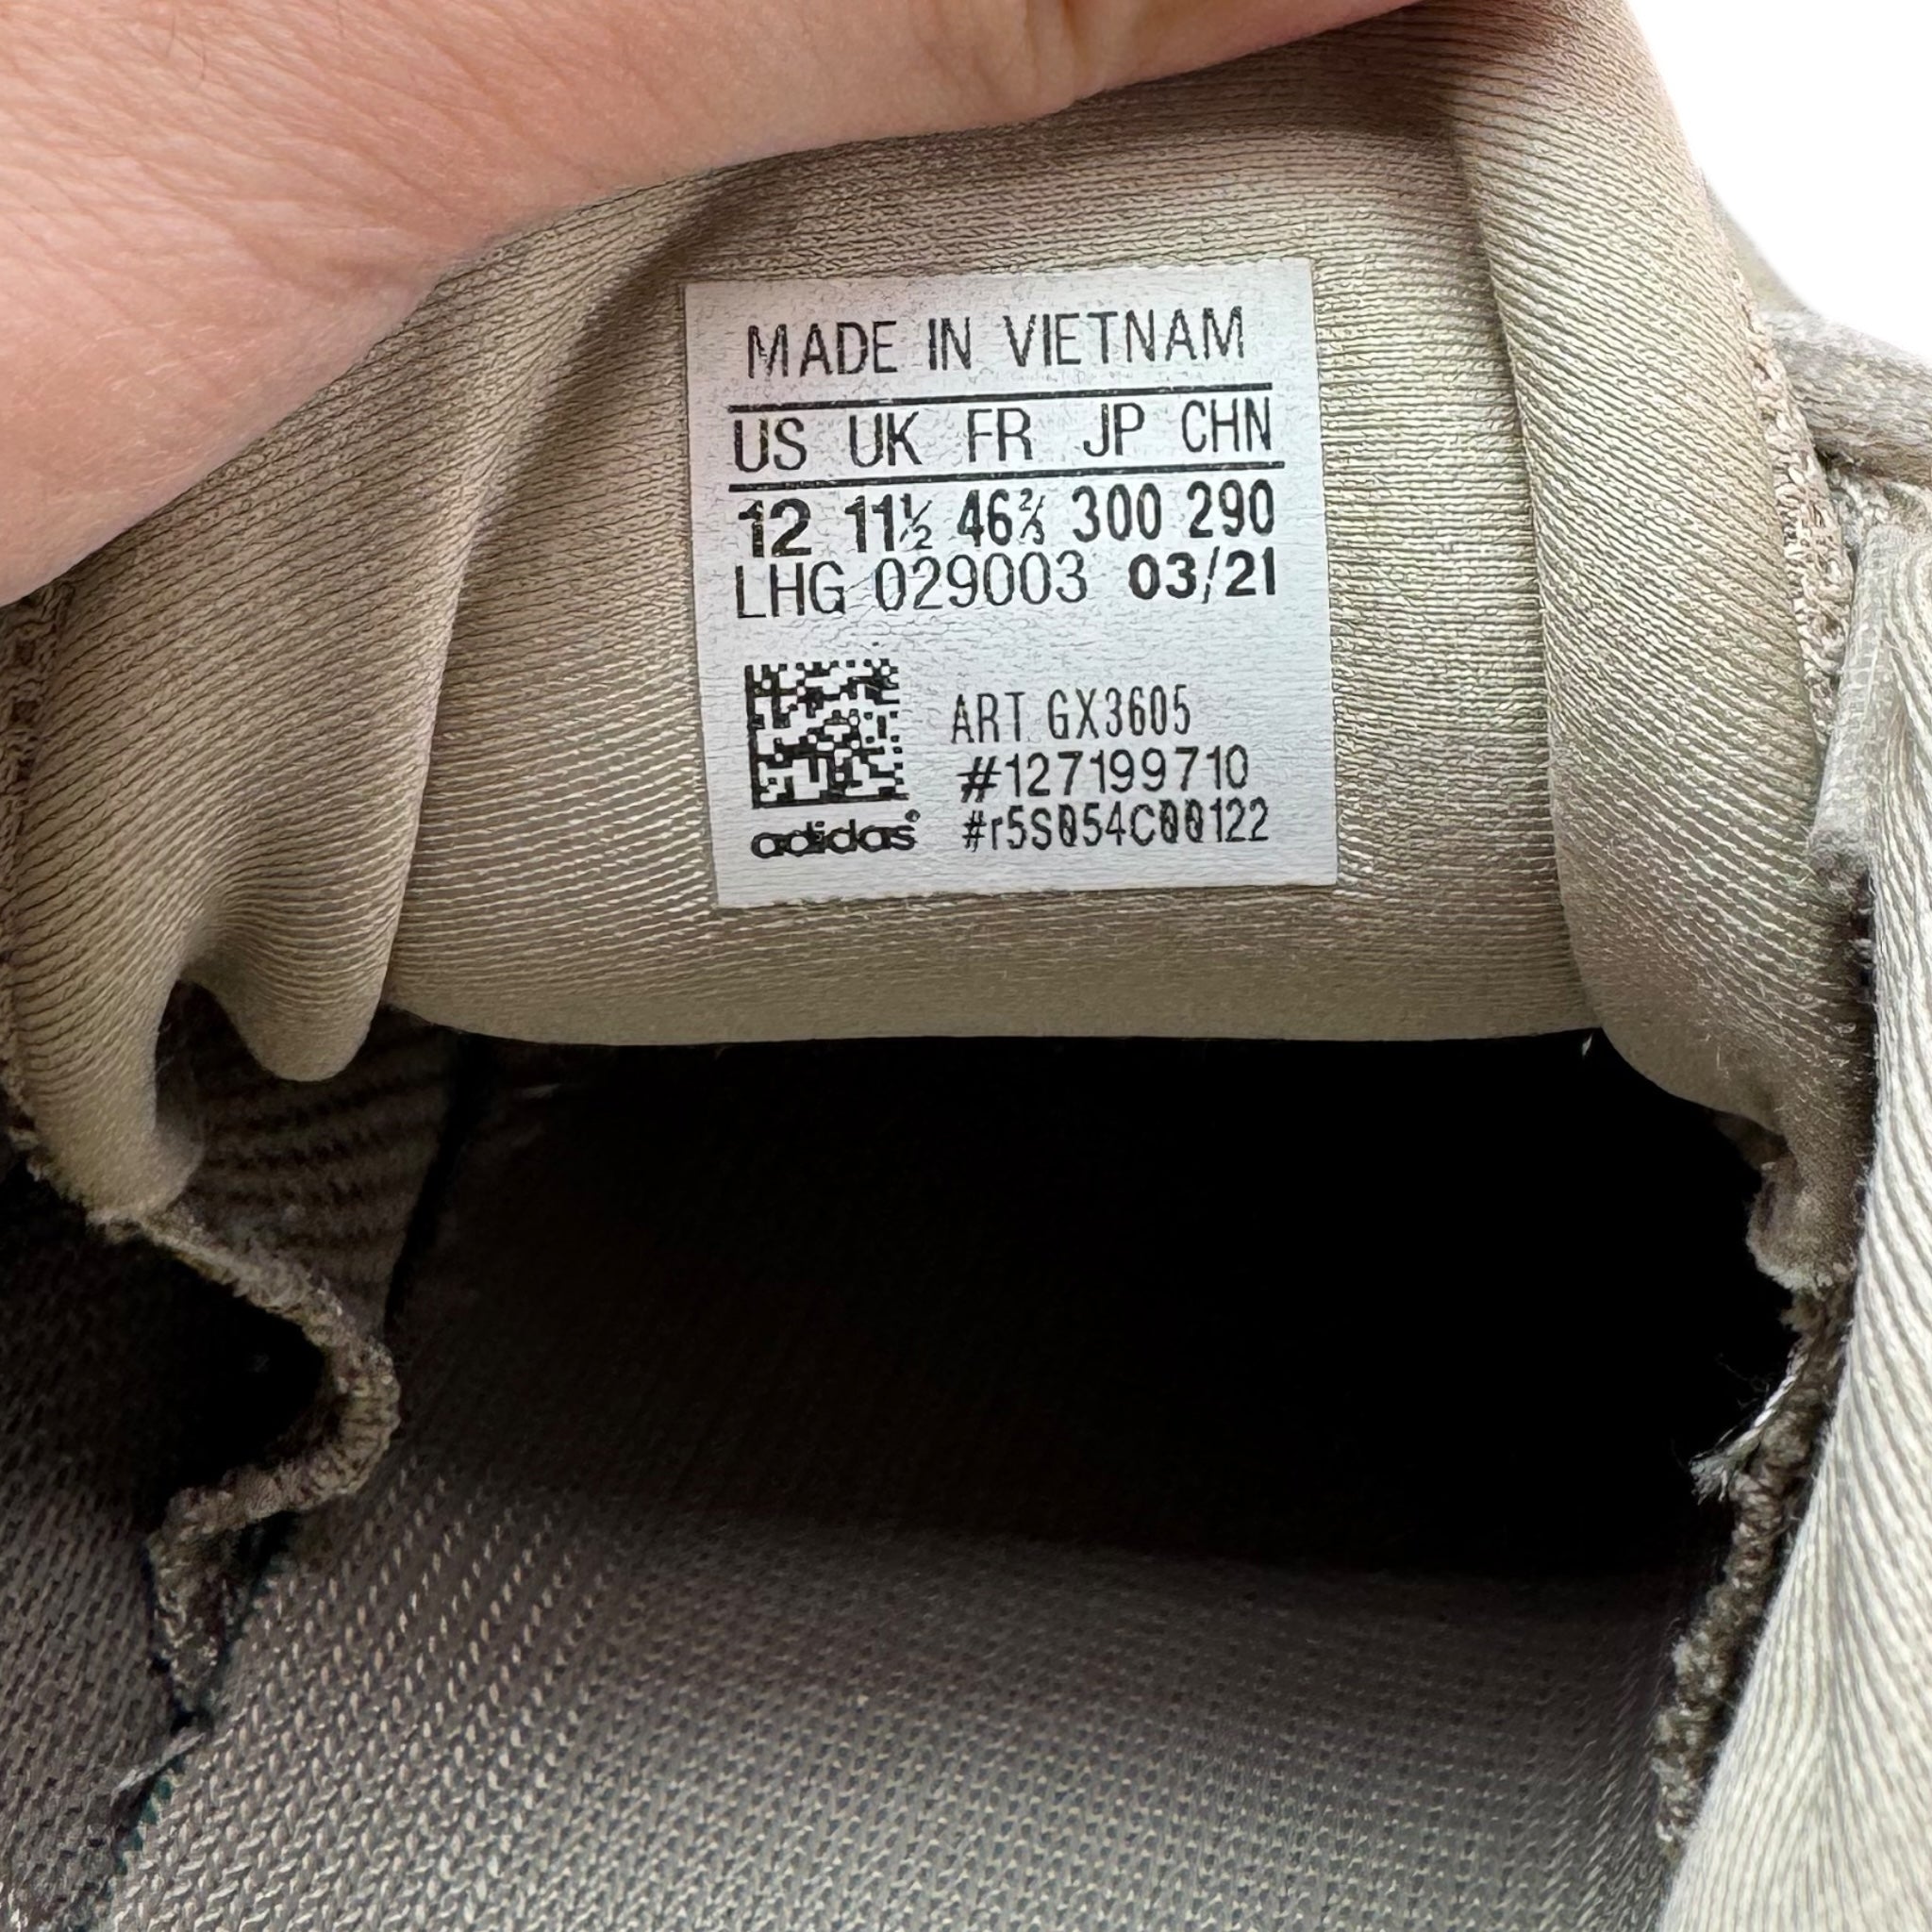 MADE IN VIETNAM
US UK FR JP CHN
12 11½ 46⅔ 300 290
LHG 029003 03/21
ART GX3605
#127199710
adidas® #r5S054C00122